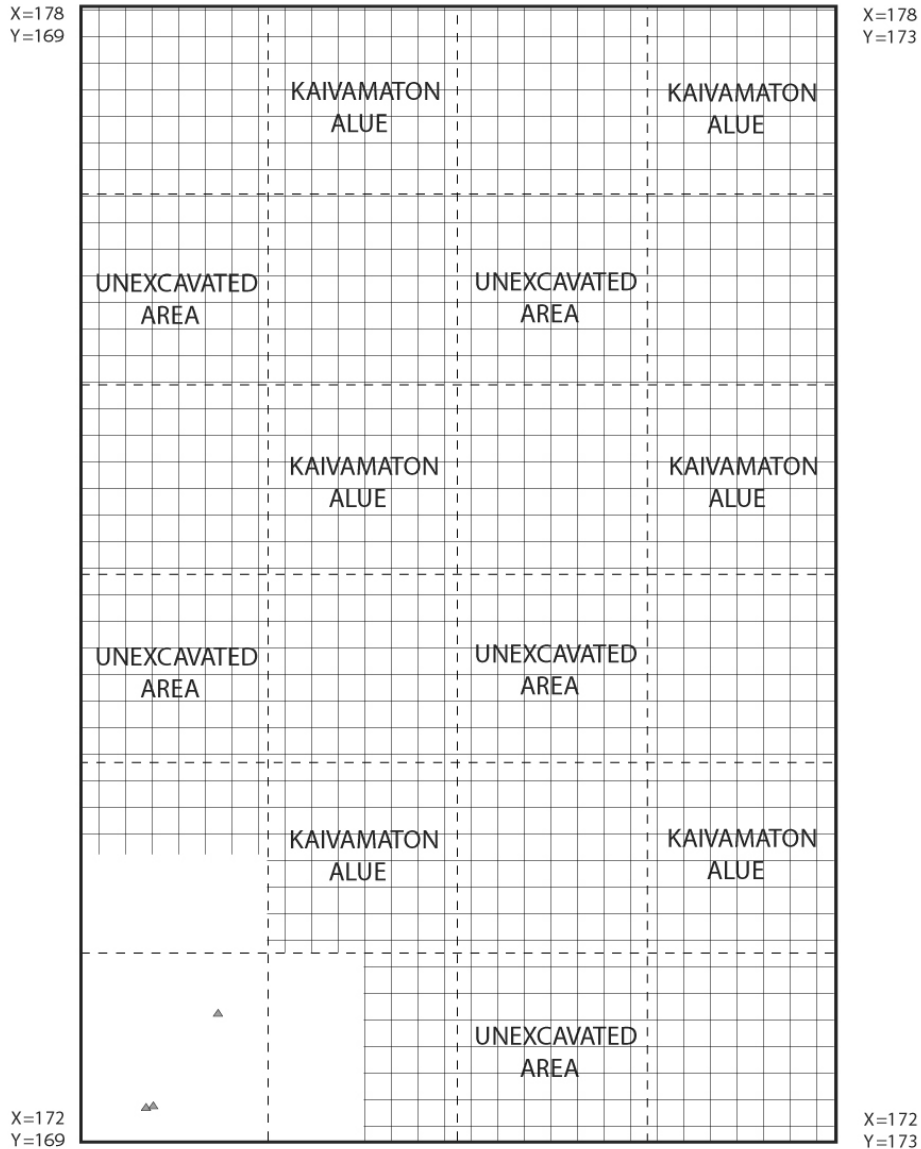 X=178
Y=169
X=178
Y=173
KAIVAMATON
ALUE
KAIVAMATON
ALUE
UNEXCAVATED
AREA
UNEXCAVATED
AREA
KAIVAMATON
ALUE
KAIVAMATON
ALUE
UNEXCAVATED
AREA
UNEXCAVATED
AREA
KAIVAMATON
ALUE
KAIVAMATON
ALUE
UNEXCAVATED
AREA
X=172
Y=169
X=172
Y=173